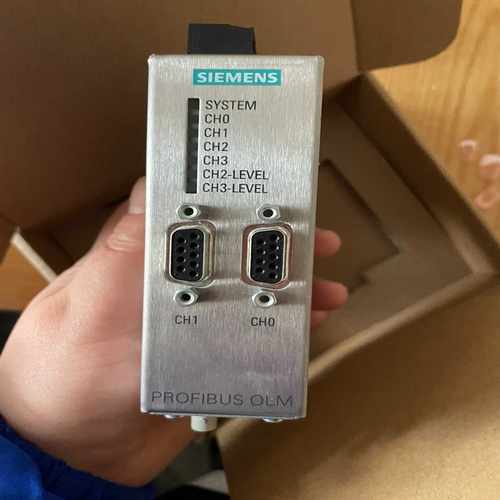 SIEMENS
SYSTEM
CH0
CH1
CH2
CH3
CH2-LEVEL
CH3-LEVEL
CH1 CH0
PROFIBUS OLM